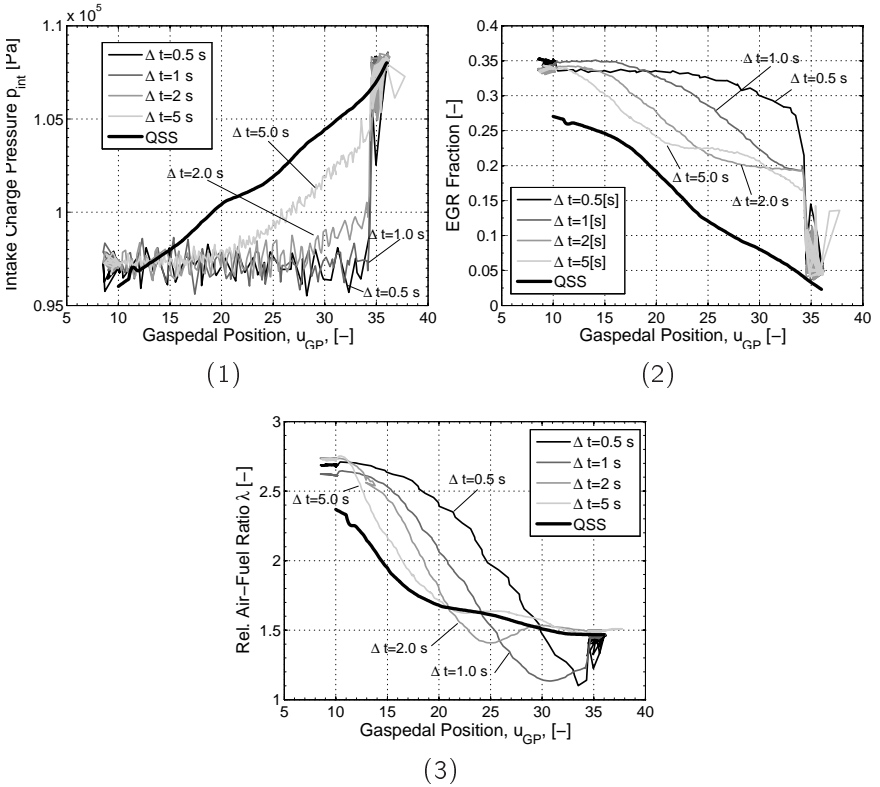 1.1 x 10^5
1.05
1
0.95
Intake Charge Pressure p_int [Pa]
Δ t=0.5 s
Δ t=1 s
Δ t=2 s
Δ t=5 s
QSS
Δ t=5.0 s
Δ t=2.0 s
Δ t=1.0 s
Δ t=0.5 s
5 10 15 20 25 30 35 40
Gaspedal Position, u_GP, [−]
(1)
0.4
0.35
0.3
0.25
0.2
0.15
0.1
0.05
0
EGR Fraction [−]
Δ t=1.0 s
Δ t=0.5 s
Δ t=5.0 s
Δ t=2.0 s
Δ t=0.5[s]
Δ t=1[s]
Δ t=2[s]
Δ t=5[s]
QSS
5 10 15 20 25 30 35 40
Gaspedal Position, u_GP, [−]
(2)
3
2.5
2
1.5
1
Rel. Air−Fuel Ratio λ [−]
Δ t=0.5 s
Δ t=1 s
Δ t=2 s
Δ t=5 s
QSS
Δ t=0.5 s
Δ t=5.0 s
Δ t=2.0 s
Δ t=1.0 s
5 10 15 20 25 30 35 40
Gaspedal Position, u_GP, [−]
(3)